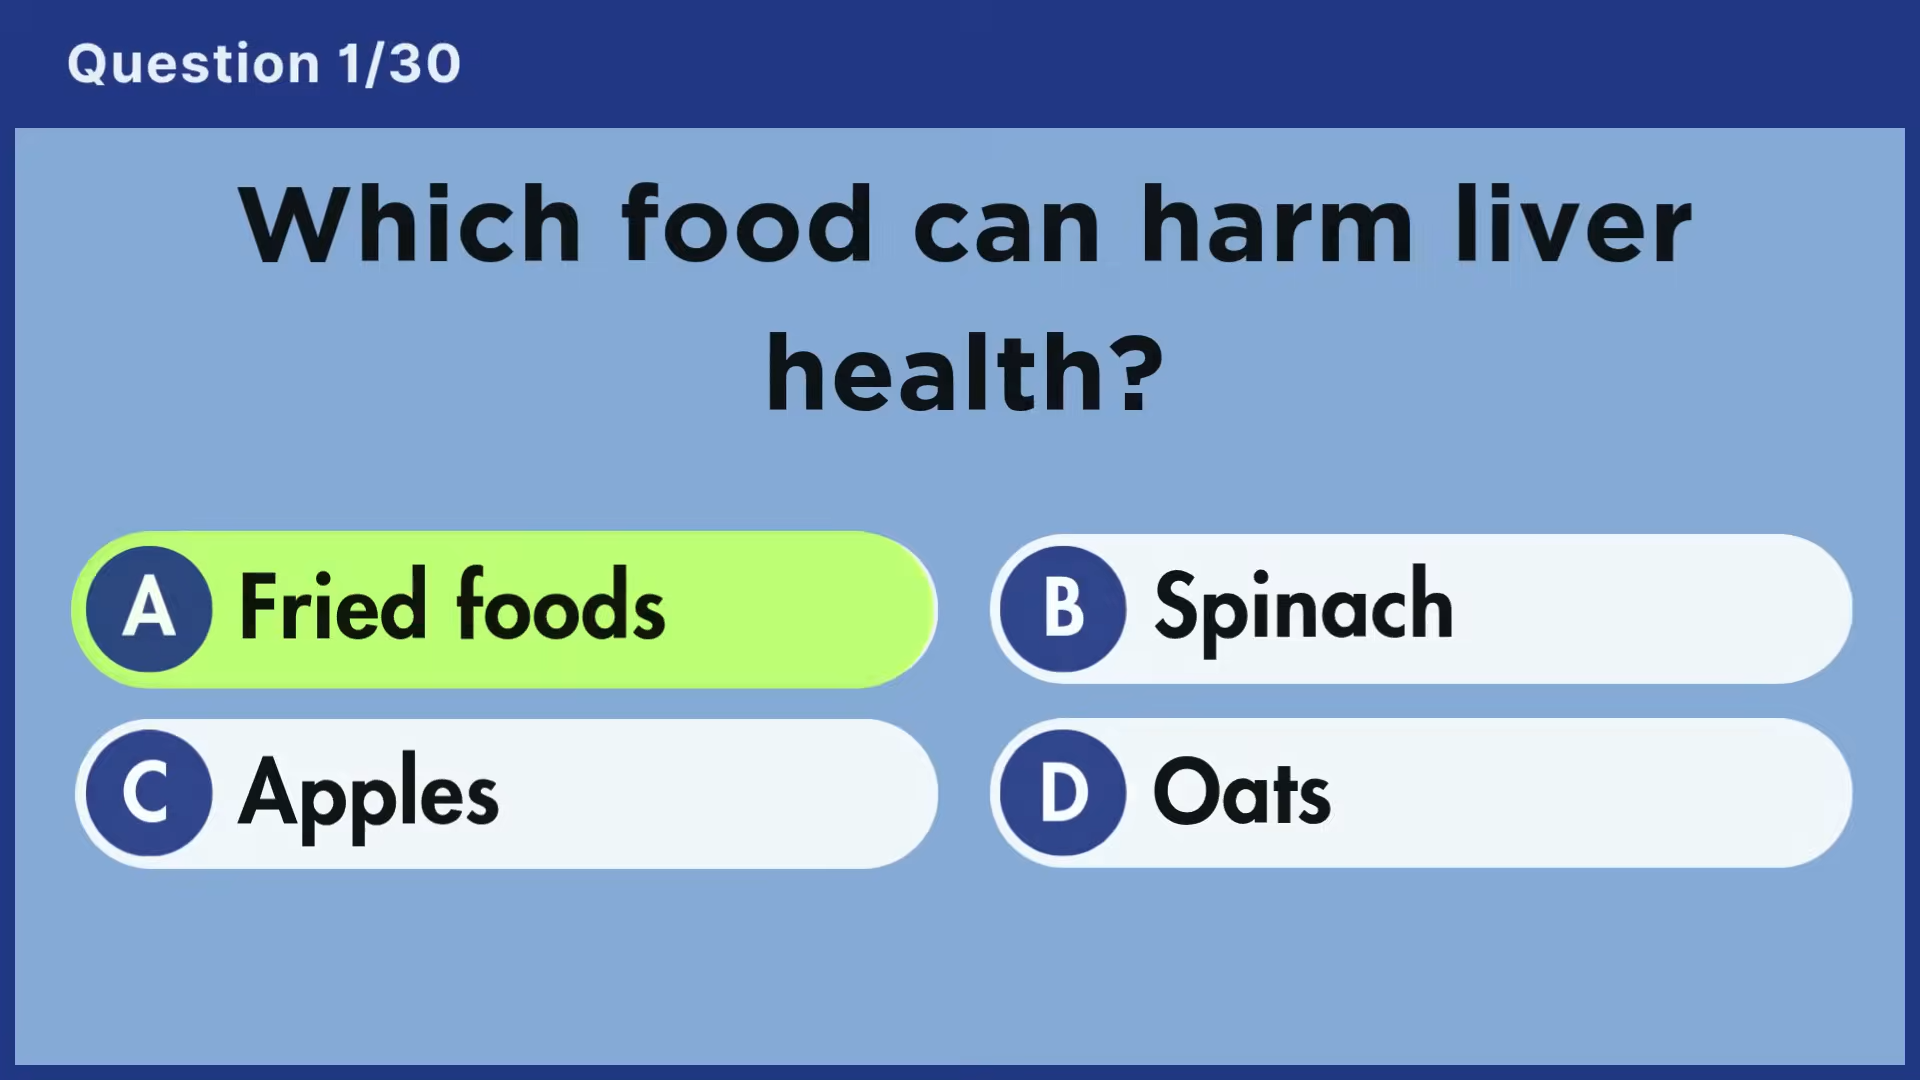 Question 1/30
Which food can harm liver
health?
A Fried foods
B Spinach
C Apples
D Oats